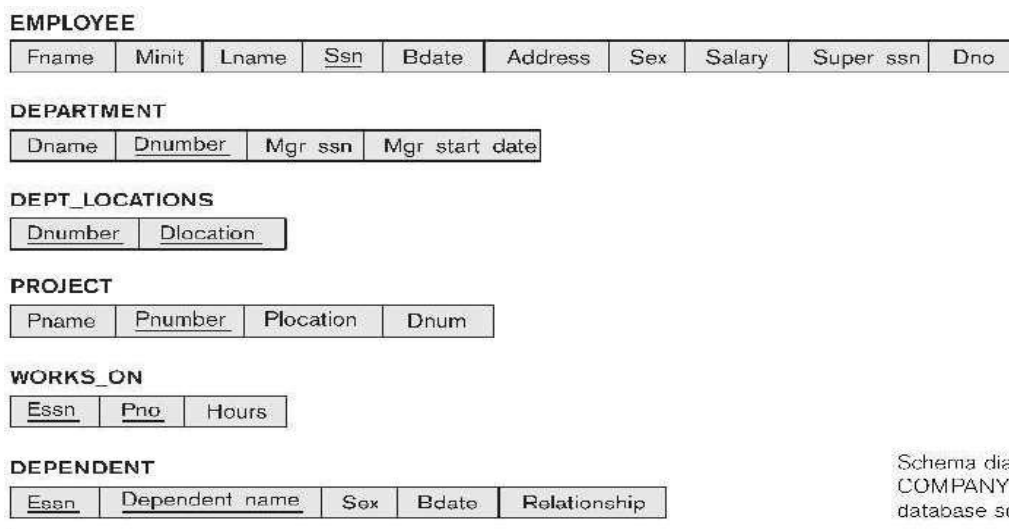 EMPLOYEE
Fname Minit Lname Ssn Bdate Address Sex Salary Super ssn Dno
DEPARTMENT
Dname Dnumber Mgr ssn Mgr start date
DEPT_LOCATIONS
Dnumber Dlocation
PROJECT
Pname Pnumber Plocation Dnum
WORKS_ON
Essn Pno Hours
DEPENDENT
Essn Dependent name Sex Bdate Relationship
Schema
COMPANY
database